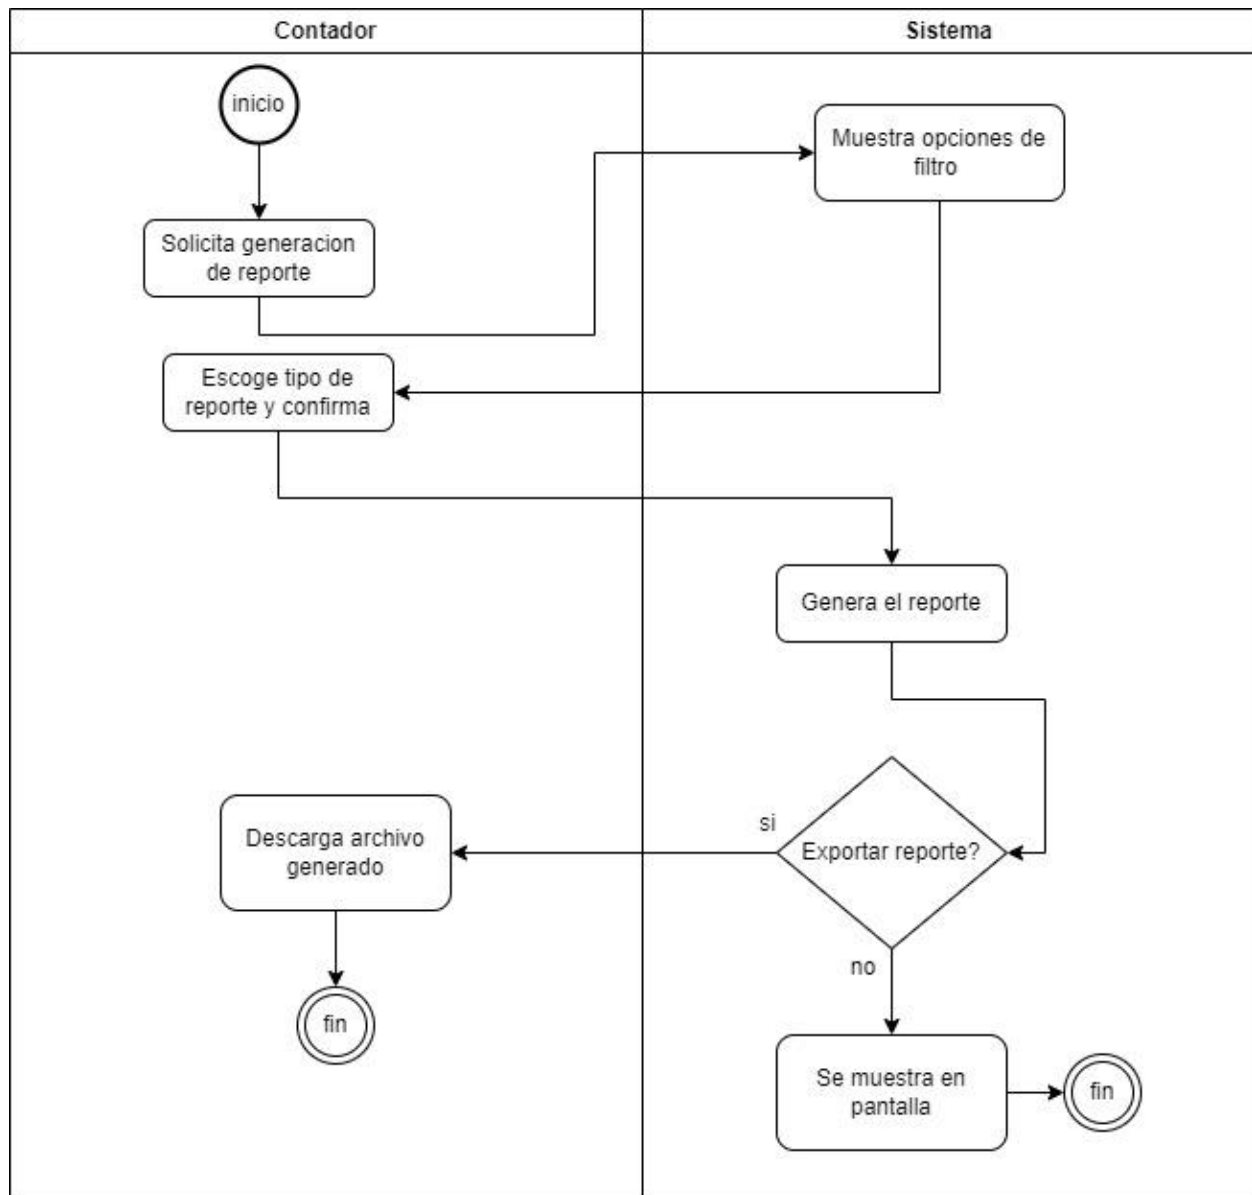 Contador
Sistema
inicio
Muestra opciones de
filtro
Solicita generacion
de reporte
Escoge tipo de
reporte y confirma
Genera el reporte
si
Exportar reporte?
Descarga archivo
generado
no
fin
Se muestra en
pantalla
fin